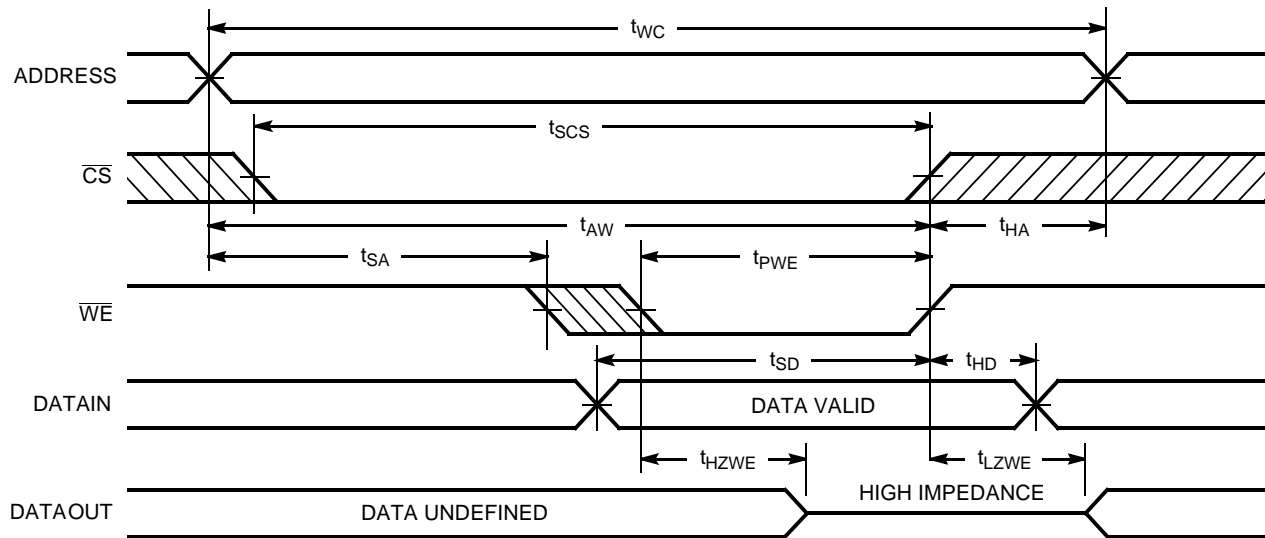 tWC
ADDRESS
tSCS
CS
tAW
tHA
tSA
tPWE
WE
tSD
tHD
DATAIN
DATA VALID
tHZWE
tLZWE
HIGH IMPEDANCE
DATAOUT
DATA UNDEFINED